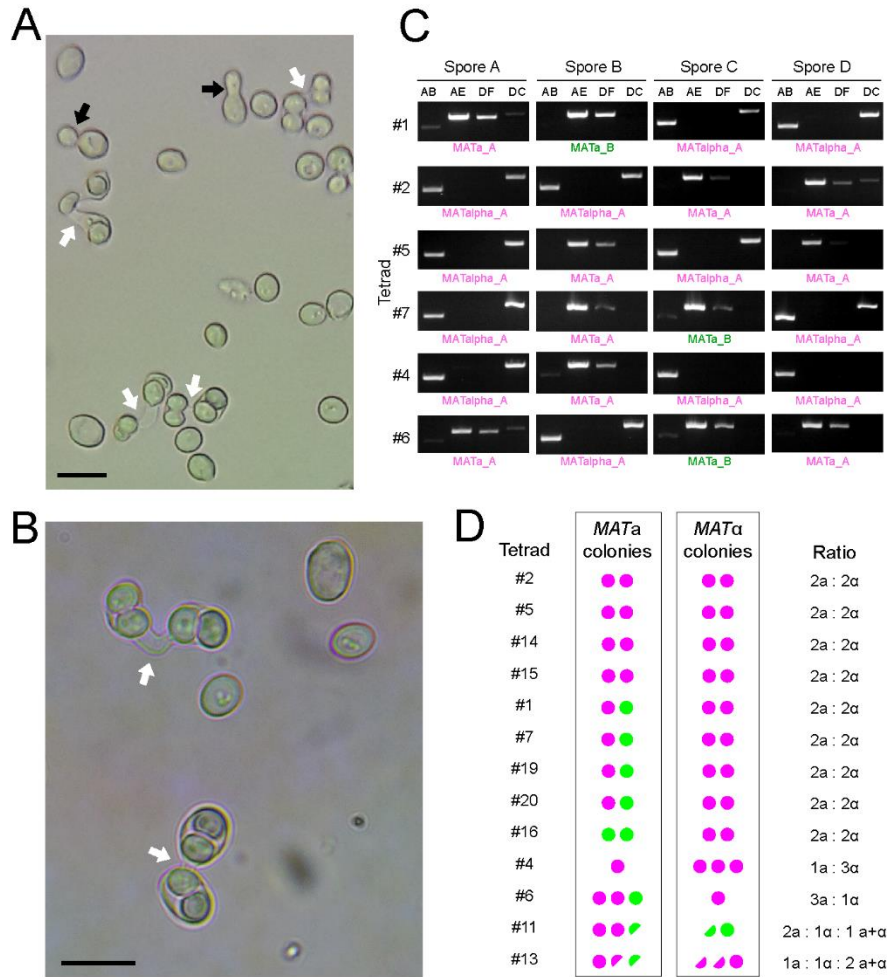 A
B
C
Spore A Spore B Spore C Spore D
AB AE DF DC AB AE DF DC AB AE DF DC AB AE DF DC
Tetrad
#1
MATa_A MATa_B MATalpha_A MATalpha_A
#2
MATalpha_A MATalpha_A MATa_A MATa_A
#5
MATalpha_A MATa_A MATalpha_A MATa_A
#7
MATalpha_A MATa_A MATa_B MATalpha_A
#4
MATalpha_A MATa_A MATalpha_A MATalpha_A
#6
MATa_A MATalpha_A MATa_B MATa_A
D
Tetrad MATa colonies MATα colonies Ratio
#2 2a : 2α
#5 2a : 2α
#14 2a : 2α
#15 2a : 2α
#1 2a : 2α
#7 2a : 2α
#19 2a : 2α
#20 2a : 2α
#16 2a : 2α
#4 1a : 3α
#6 3a : 1α
#11 2a : 1α : 1 a+α
#13 1a : 1α : 2 a+α